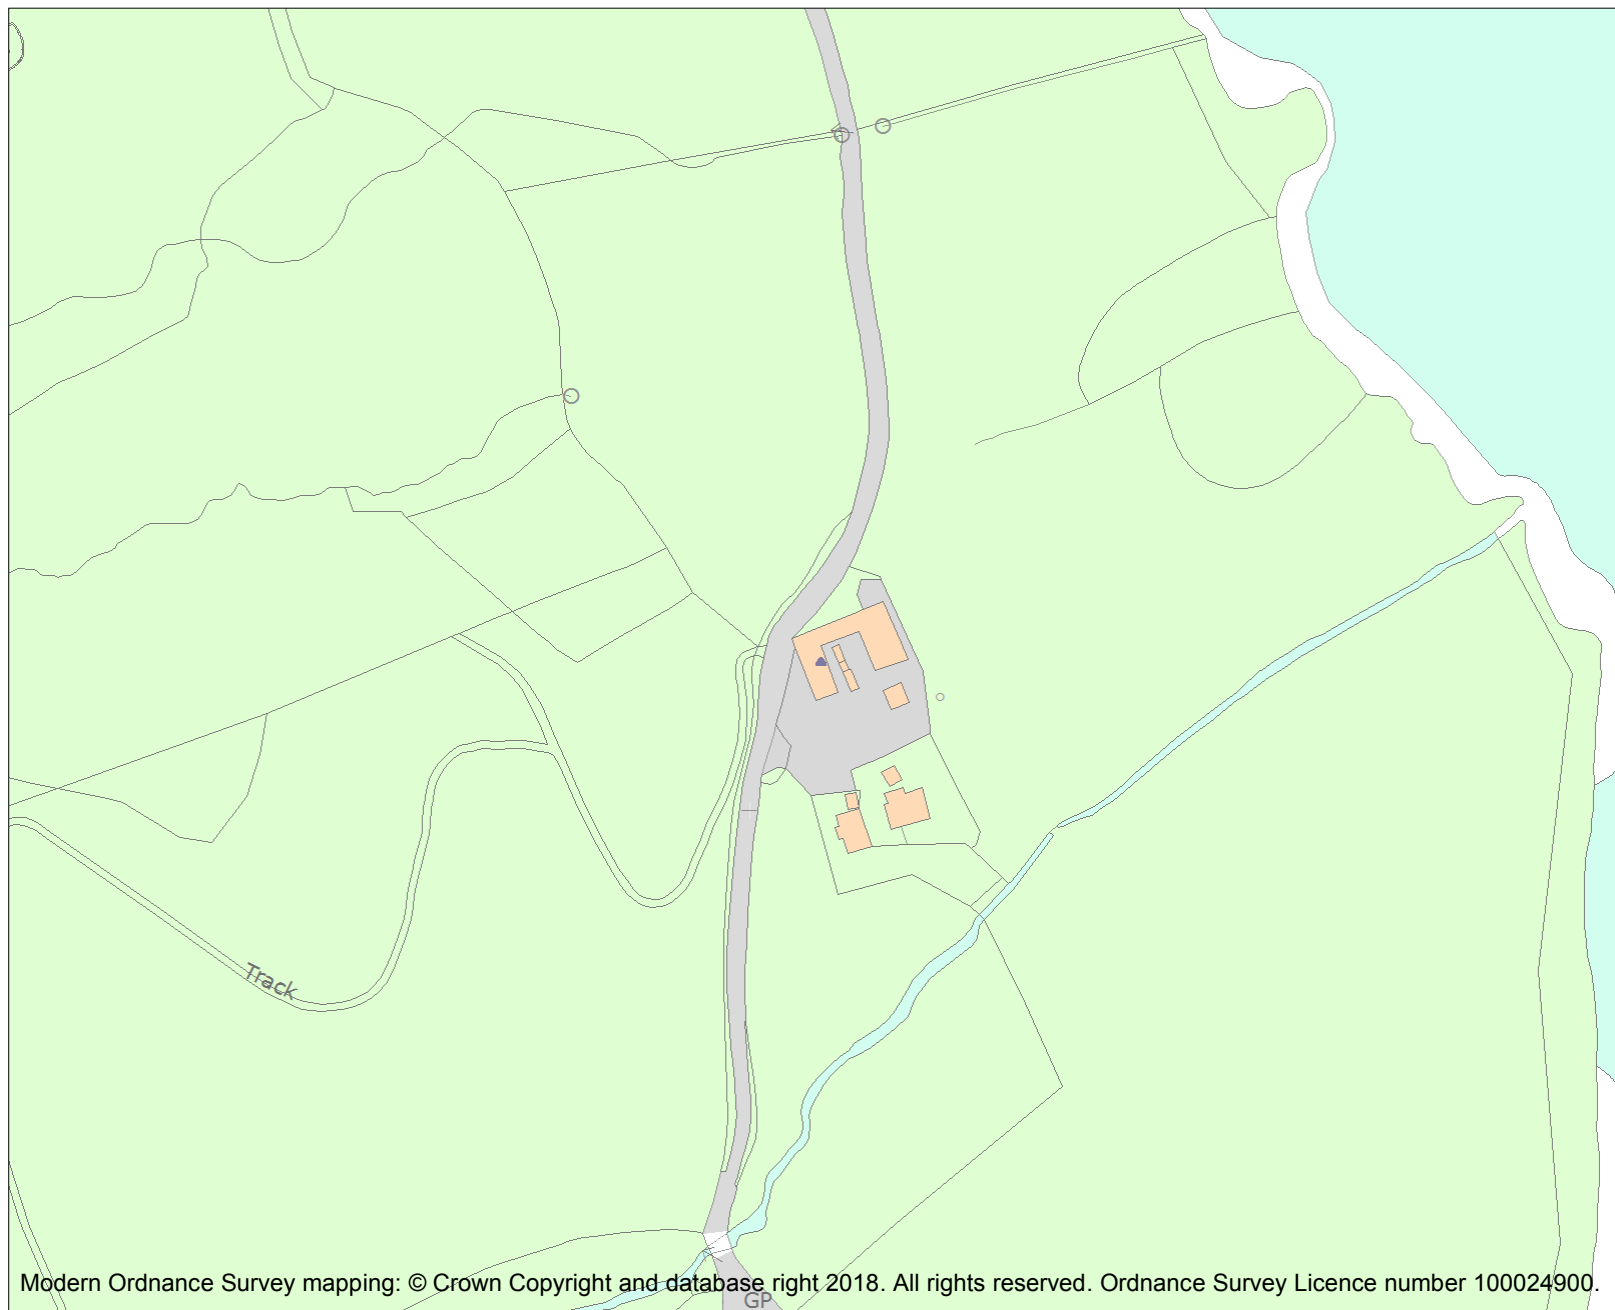 Track
Modern Ordnance Survey mapping: © Crown Copyright and database right 2018. All rights reserved. Ordnance Survey Licence number 100024900.
GP